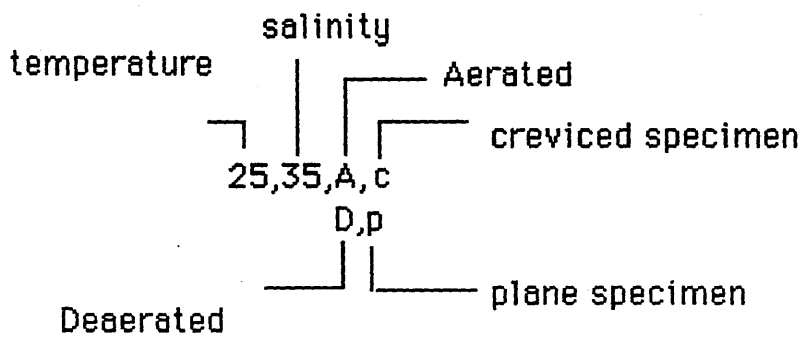 salinity
temperature
Aerated
creviced specimen
25,35,A,c
D,p
plane specimen
Deaerated